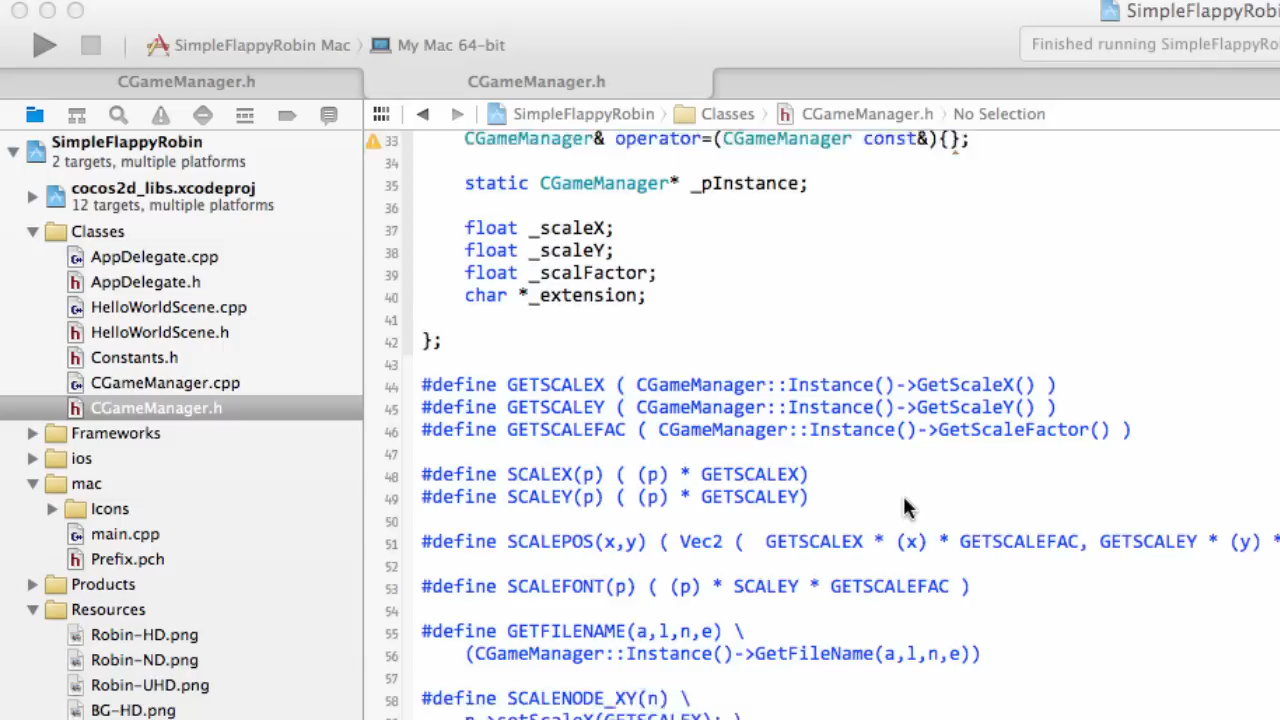 SimpleFlappyRobin
SimpleFlappyRobin Mac
My Mac 64-bit
Finished running SimpleFlappyRo
CGameManager.h
CGameManager.h
SimpleFlappyRobin
Classes
CGameManager.h
No Selection
SimpleFlappyRobin
2 targets, multiple platforms
cocos2d_libs.xcodeproj
12 targets, multiple platforms
Classes
AppDelegate.cpp
AppDelegate.h
HelloWorldScene.cpp
HelloWorldScene.h
Constants.h
CGameManager.cpp
CGameManager.h
Frameworks
ios
mac
Icons
main.cpp
Prefix.pch
Products
Resources
Robin-HD.png
Robin-ND.png
Robin-UHD.png
BG-HD.png
33 CGameManager& operator=(CGameManager const&){};
34
35 static CGameManager* _pInstance;
36
37 float _scaleX;
38 float _scaleY;
39 float _scalFactor;
40 char *_extension;
41
42 };
43
44 #define GETSCALEX ( CGameManager::Instance()->GetScaleX() )
45 #define GETSCALEY ( CGameManager::Instance()->GetScaleY() )
46 #define GETSCALEFAC ( CGameManager::Instance()->GetScaleFactor() )
47
48 #define SCALEX(p) ( (p) * GETSCALEX)
49 #define SCALEY(p) ( (p) * GETSCALEY)
50
51 #define SCALEPOS(x,y) ( Vec2 ( GETSCALEX * (x) * GETSCALEFAC, GETSCALEY * (y) *
52
53 #define SCALEFONT(p) ( (p) * SCALEY * GETSCALEFAC )
54
55 #define GETFILENAME(a,l,n,e) \
56 (CGameManager::Instance()->GetFileName(a,l,n,e))
57
58 #define SCALENODE_XY(n) \
n->setScaleX(GETSCALEX); \